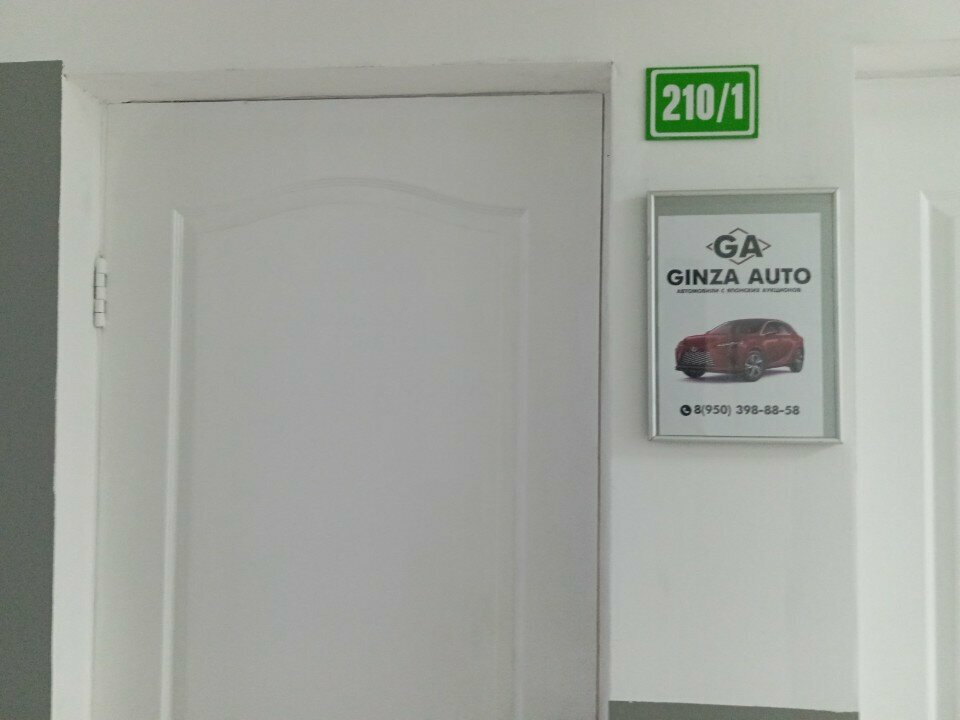 210/1
GA
GINZA AUTO
АВТОМОБИЛИ С ЯПОНСКИХ АУКЦИОНОВ
8(950) 398-88-58